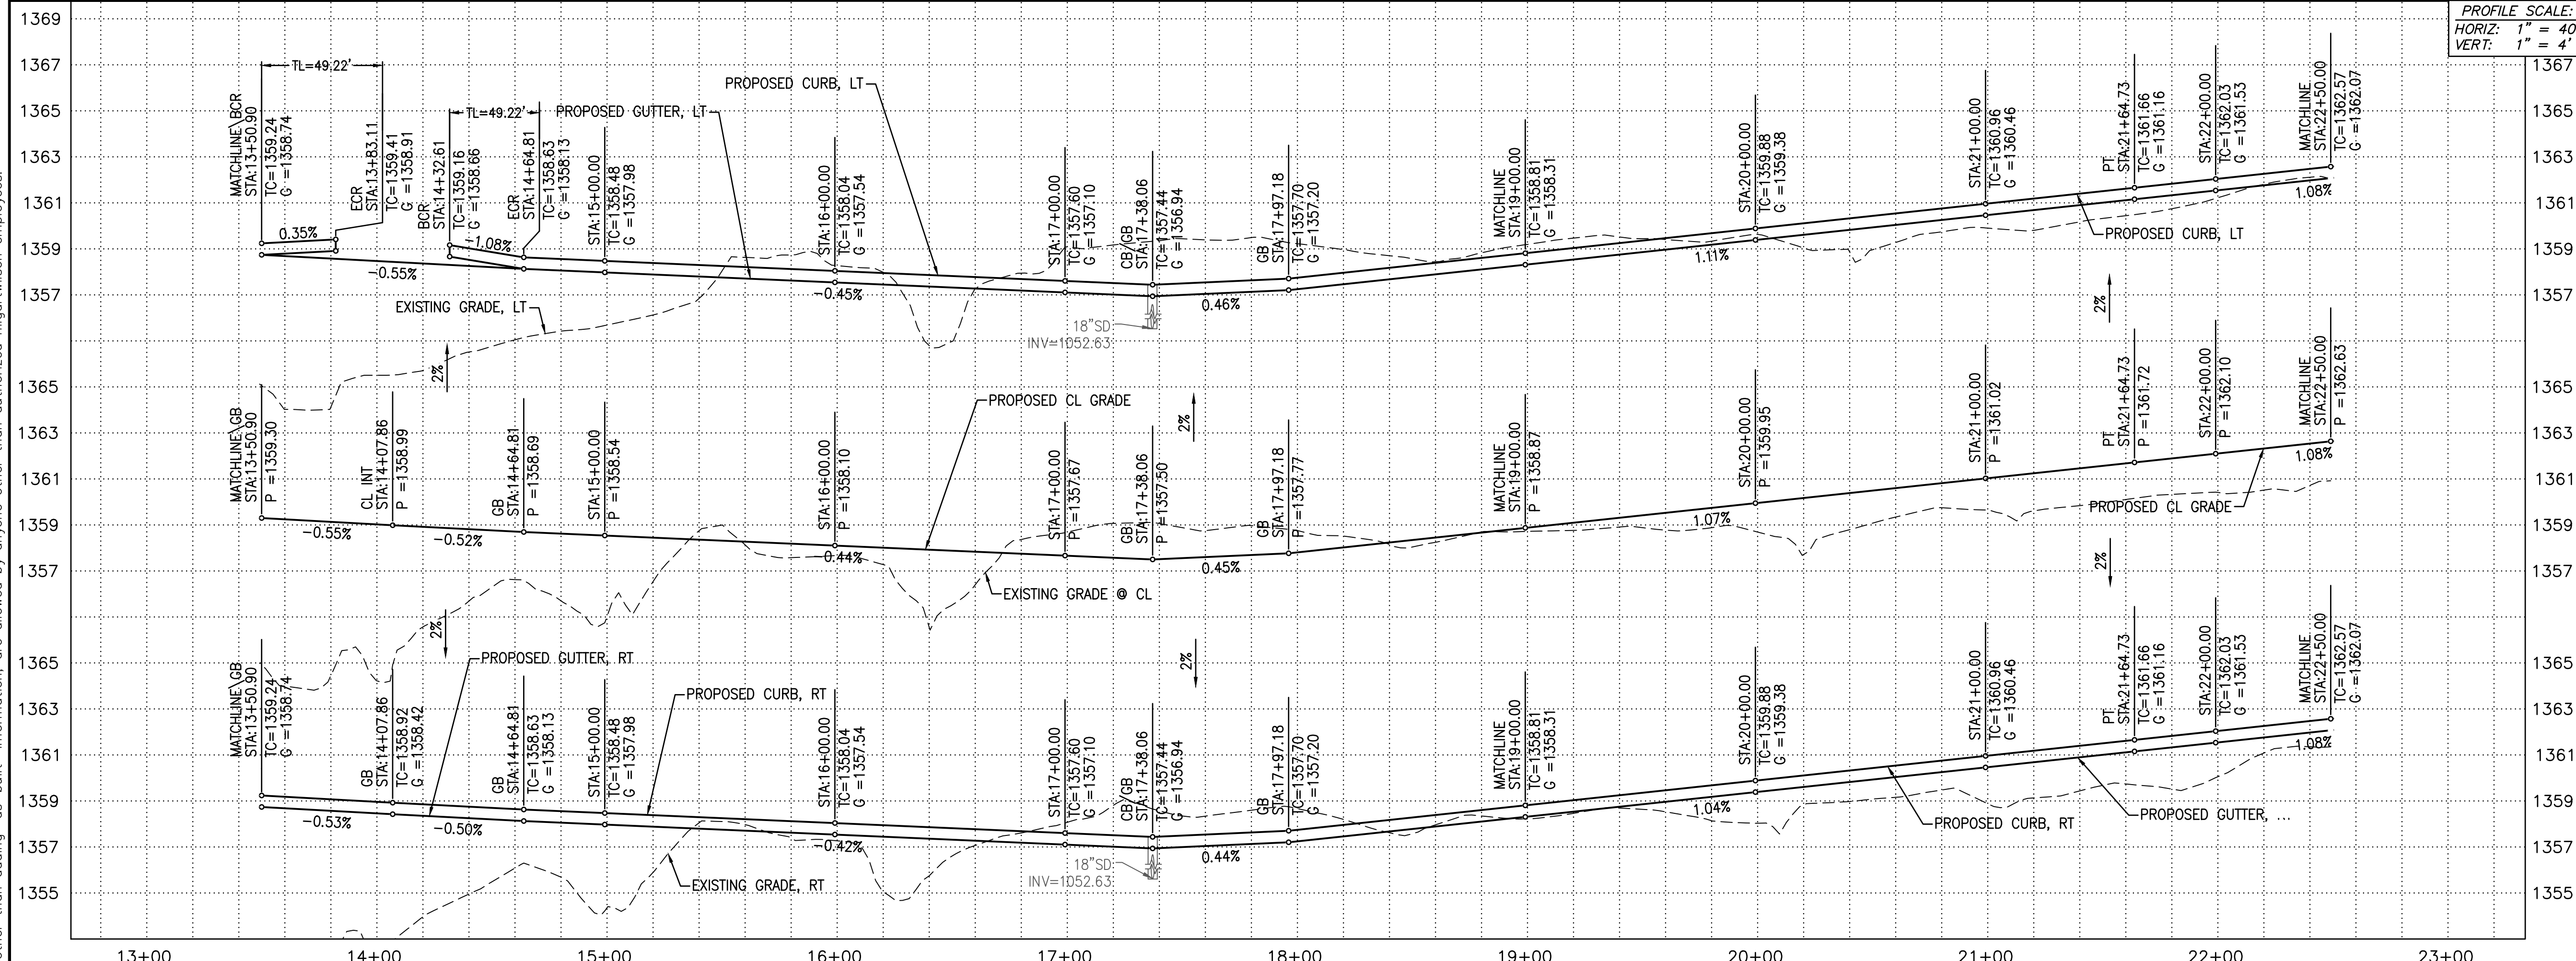 PROFILE SCALE:
HORIZ: 1" = 40
VERT: 1" = 4'
1369
1367
1365
1363
1361
1359
1357
1367
1365
1363
1361
1359
1357
MATCHLINE\BCR
STA:13+50.90
TC=1359.24
G =1358.74
TL=49.22'
ECR
STA:13+83.11
TC=1359.41
G =1358.91
BCR
STA:14+32.61
TC=1359.16
G =1358.66
TL=49.22'
ECR
STA:14+64.81
TC=1358.63
G =1358.13
STA:15+00.00
TC=1358.48
G =1357.98
PROPOSED GUTTER, LT
PROPOSED CURB, LT
STA:16+00.00
TC=1358.04
G =1357.54
STA:17+00.00
TC=1357.60
G =1357.10
CB/GB
STA:17+38.06
TC=1357.44
G =1356.94
GB
STA:17+97.18
TC=1357.70
G =1357.20
MATCHLINE
STA:19+00.00
TC=1358.81
G =1358.31
STA:20+00.00
TC=1359.88
G =1359.38
STA:21+00.00
TC=1360.96
G =1360.46
PT
STA:21+64.73
TC=1361.66
G =1361.16
STA:22+00.00
TC=1362.03
G =1361.53
MATCHLINE
STA:22+50.00
TC=1362.57
G =1362.07
0.35%
-1.08%
-0.55%
-0.45%
0.46%
1.11%
1.08%
PROPOSED CURB, LT
EXISTING GRADE, LT
18"SD
INV=1052.63
2%
2%
2%
1365
1363
1361
1359
1357
1365
1363
1361
1359
1357
MATCHLINE\GB
STA:13+50.90
P =1359.30
CL INT
STA:14+07.86
P =1358.99
GB
STA:14+64.81
P =1358.69
STA:15+00.00
P =1358.54
STA:16+00.00
P =1358.10
PROPOSED CL GRADE
STA:17+00.00
P =1357.67
GB
STA:17+38.06
P =1357.50
GB
STA:17+97.18
P =1357.77
MATCHLINE
STA:19+00.00
P =1358.87
STA:20+00.00
P =1359.95
STA:21+00.00
P =1361.02
PT
STA:21+64.73
P =1361.72
STA:22+00.00
P =1362.10
MATCHLINE
STA:22+50.00
P =1362.63
-0.55%
-0.52%
-0.44%
0.45%
1.07%
1.08%
PROPOSED CL GRADE
EXISTING GRADE @ CL
2%
2%
2%
1365
1363
1361
1359
1357
1355
1365
1363
1361
1359
1357
1355
MATCHLINE\GB
STA:13+50.90
TC=1359.24
G =1358.74
GB
STA:14+07.86
TC=1358.92
G =1358.42
PROPOSED GUTTER, RT
GB
STA:14+64.81
TC=1358.63
G =1358.13
STA:15+00.00
TC=1358.48
G =1357.98
PROPOSED CURB, RT
STA:16+00.00
TC=1358.04
G =1357.54
STA:17+00.00
TC=1357.60
G =1357.10
CB/GB
STA:17+38.06
TC=1357.44
G =1356.94
GB
STA:17+97.18
TC=1357.70
G =1357.20
MATCHLINE
STA:19+00.00
TC=1358.81
G =1358.31
STA:20+00.00
TC=1359.88
G =1359.38
STA:21+00.00
TC=1360.96
G =1360.46
PT
STA:21+64.73
TC=1361.66
G =1361.16
STA:22+00.00
TC=1362.03
G =1361.53
MATCHLINE
STA:22+50.00
TC=1362.57
G =1362.07
-0.53%
-0.50%
-0.42%
0.44%
1.04%
1.08%
PROPOSED CURB, RT
PROPOSED GUTTER, ...
EXISTING GRADE, RT
18"SD
INV=1052.63
13+00
14+00
15+00
16+00
17+00
18+00
19+00
20+00
21+00
22+00
23+00